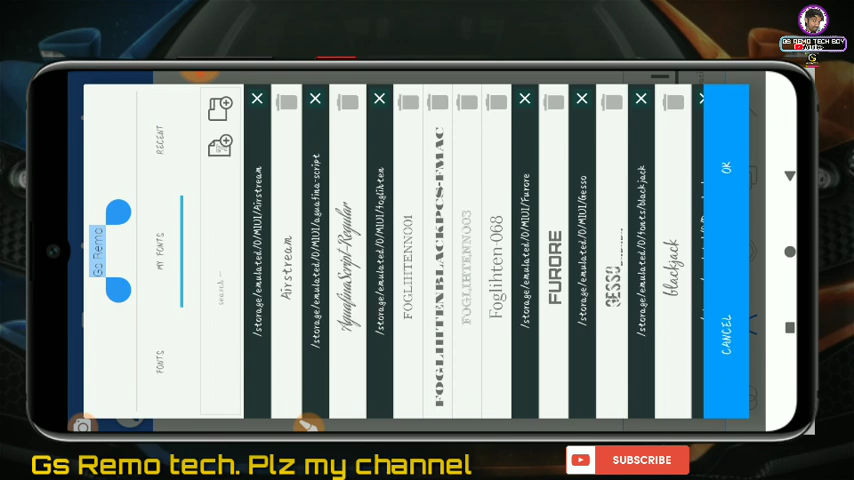 GS REMO TECH BOY
Gs Remo
FONTS
MY FONTS
RECENT
search...
/storage/emulated/0/MIUI/Airstream
Airstream
/storage/emulated/0/MIUI/aguafina-script
AguafinaScript-Regular
/storage/emulated/0/MIUI/foglihten
FOGLIHTENNO01
FOGLIHTENBLACKPCS-FMAC
FOGLIHTENNO03
Foglihten-068
/storage/emulated/0/MIUI/Furore
FURORE
/storage/emulated/0/MIUI/Gesso
GESSO
/storage/emulated/0/fonts/blackjack
blackjack
CANCEL
OK
Gs Remo tech. Plz my channel
SUBSCRIBE